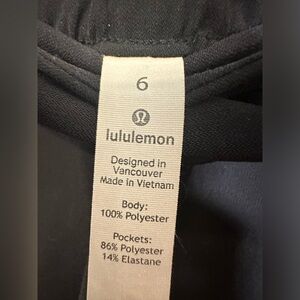 6
lululemon
Designed in
Vancouver
Made in Vietnam
Body:
100% Polyester
Pockets:
86% Polyester
14% Elastane